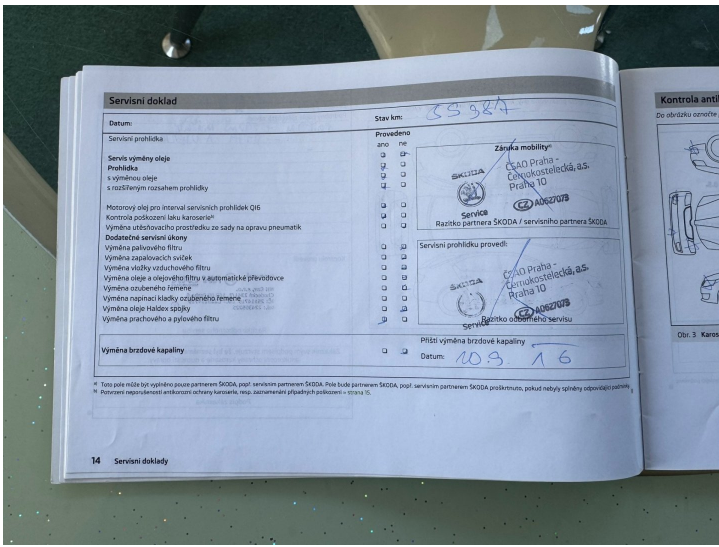 Servisní doklad
Datum:
Stav km:
Servisní prohlídka
Provedeno
ano ne
Servis výměny oleje
Prohlídka
s výměnou oleje
s rozšířeným rozsahem prohlídky
Motorový olej pro interval servisních prohlídek QI6
Kontrola poškození laku karoserie b)
Výměna utěsňovacího prostředku ze sady na opravu pneumatik
Dodatečné servisní úkony
Výměna palivového filtru
Výměna zapalovacích svíček
Výměna vložky vzduchového filtru
Výměna oleje a olejového filtru v automatické převodovce
Výměna ozubeného řemene
Výměna napínací kladky ozubeného řemene
Výměna oleje Haldex spojky
Výměna prachového a pylového filtru
Výměna brzdové kapaliny
Záruka mobility a)
ŠKODA
Service
ČSAO Praha -
Černokostelecká, a.s.
Praha 10
CZ A0627073
Razítko partnera ŠKODA / servisního partnera ŠKODA
Servisní prohlídku provedl:
ŠKODA
Service
ČSAO Praha -
Černokostelecká, a.s.
Praha 10
CZ A0627073
Razítko odborného servisu
Příští výměna brzdové kapaliny
Datum: 10.9 16
a) Toto pole může být vyplněno pouze partnerem ŠKODA, popř. servisním partnerem ŠKODA. Pole bude partnerem ŠKODA, popř. servisním partnerem ŠKODA proškrtnuto, pokud nebyly splněny odpovídající podmínky.
b) Potvrzení neporušenosti antikorozní ochrany karoserie, resp. zaznamenání případných poškození » strana 15.
14 Servisní doklady
Kontrola anti
Do obrázku označte
Obr. 3 Karos